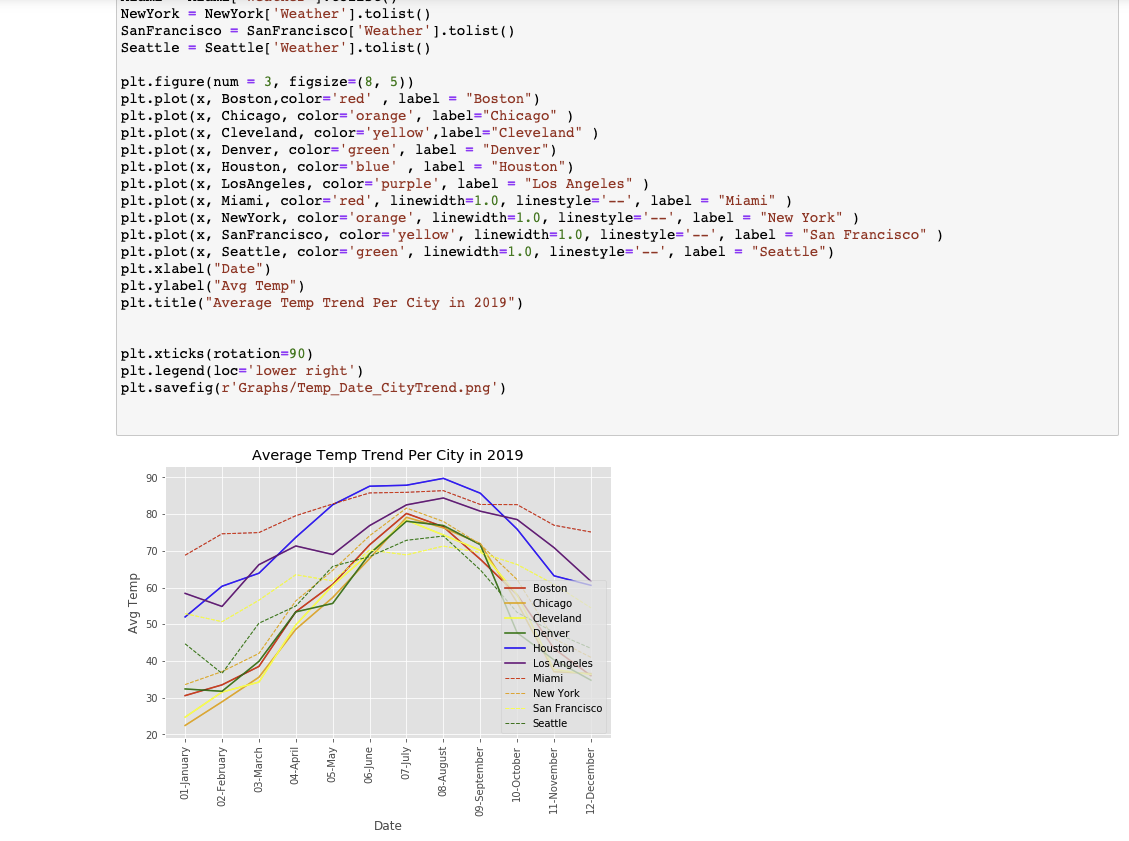 NewYork = NewYork['Weather'].tolist()
SanFrancisco = SanFrancisco['Weather'].tolist()
Seattle = Seattle['Weather'].tolist()
plt.figure(num = 3, figsize=(8, 5))
plt.plot(x, Boston,color='red' , label = "Boston")
plt.plot(x, Chicago, color='orange', label="Chicago" )
plt.plot(x, Cleveland, color='yellow',label="Cleveland" )
plt.plot(x, Denver, color='green', label = "Denver")
plt.plot(x, Houston, color='blue' , label = "Houston")
plt.plot(x, LosAngeles, color='purple', label = "Los Angeles" )
plt.plot(x, Miami, color='red', linewidth=1.0, linestyle='--', label = "Miami" )
plt.plot(x, NewYork, color='orange', linewidth=1.0, linestyle='--', label = "New York" )
plt.plot(x, SanFrancisco, color='yellow', linewidth=1.0, linestyle='--', label = "San Francisco" )
plt.plot(x, Seattle, color='green', linewidth=1.0, linestyle='--', label = "Seattle")
plt.xlabel("Date")
plt.ylabel("Avg Temp")
plt.title("Average Temp Trend Per City in 2019")
plt.xticks(rotation=90)
plt.legend(loc='lower right')
plt.savefig(r'Graphs/Temp_Date_CityTrend.png')
Average Temp Trend Per City in 2019
Avg Temp
90
80
70
60
50
40
30
20
Boston
Chicago
Cleveland
Denver
Houston
Los Angeles
Miami
New York
San Francisco
Seattle
01-January
02-February
03-March
04-April
05-May
06-June
07-July
08-August
09-September
10-October
11-November
12-December
Date